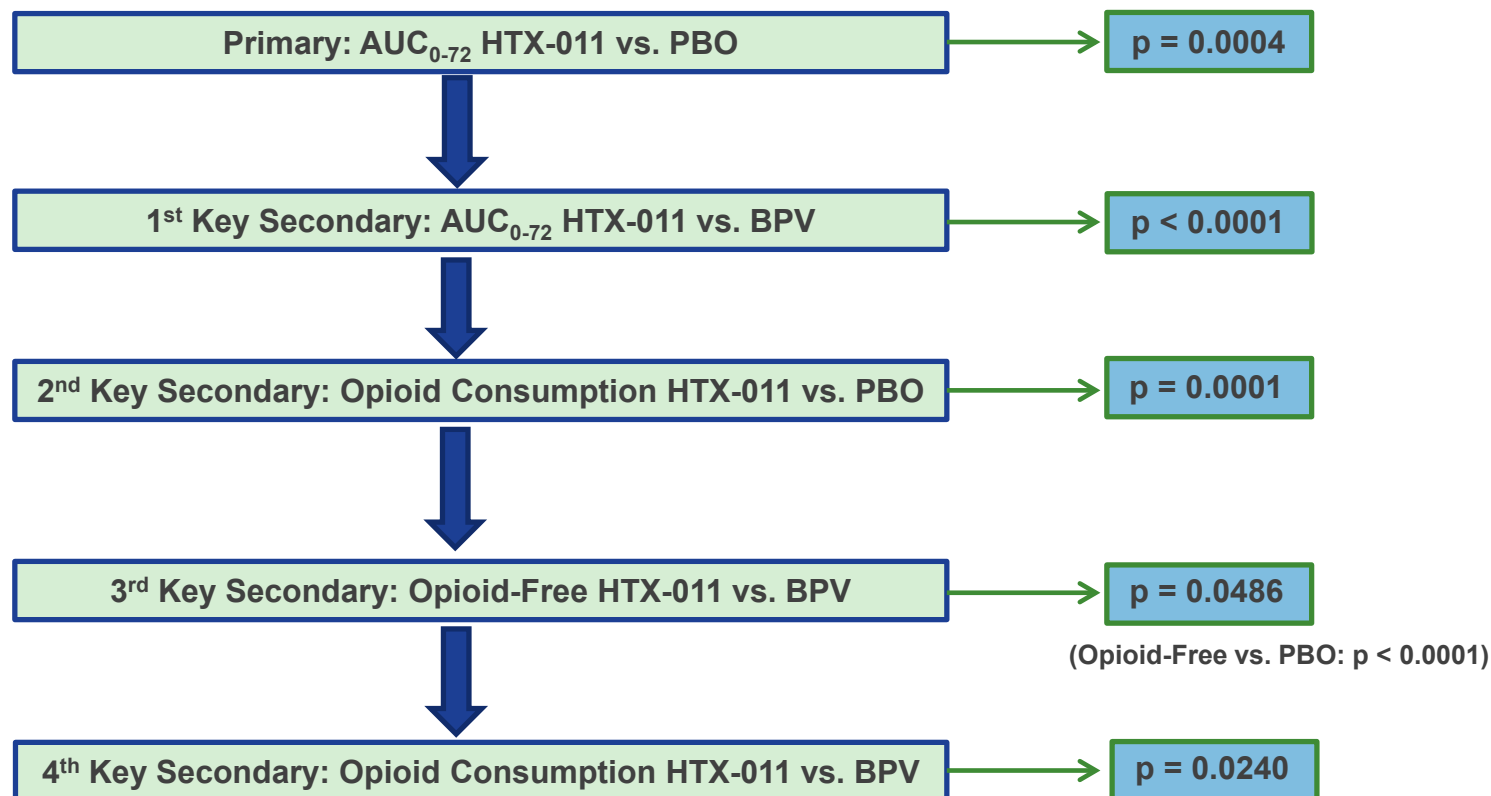 Primary: AUC0-72 HTX-011 vs. PBO
p = 0.0004
1st Key Secondary: AUC0-72 HTX-011 vs. BPV
p < 0.0001
2nd Key Secondary: Opioid Consumption HTX-011 vs. PBO
p = 0.0001
3rd Key Secondary: Opioid-Free HTX-011 vs. BPV
p = 0.0486
(Opioid-Free vs. PBO: p < 0.0001)
4th Key Secondary: Opioid Consumption HTX-011 vs. BPV
p = 0.0240